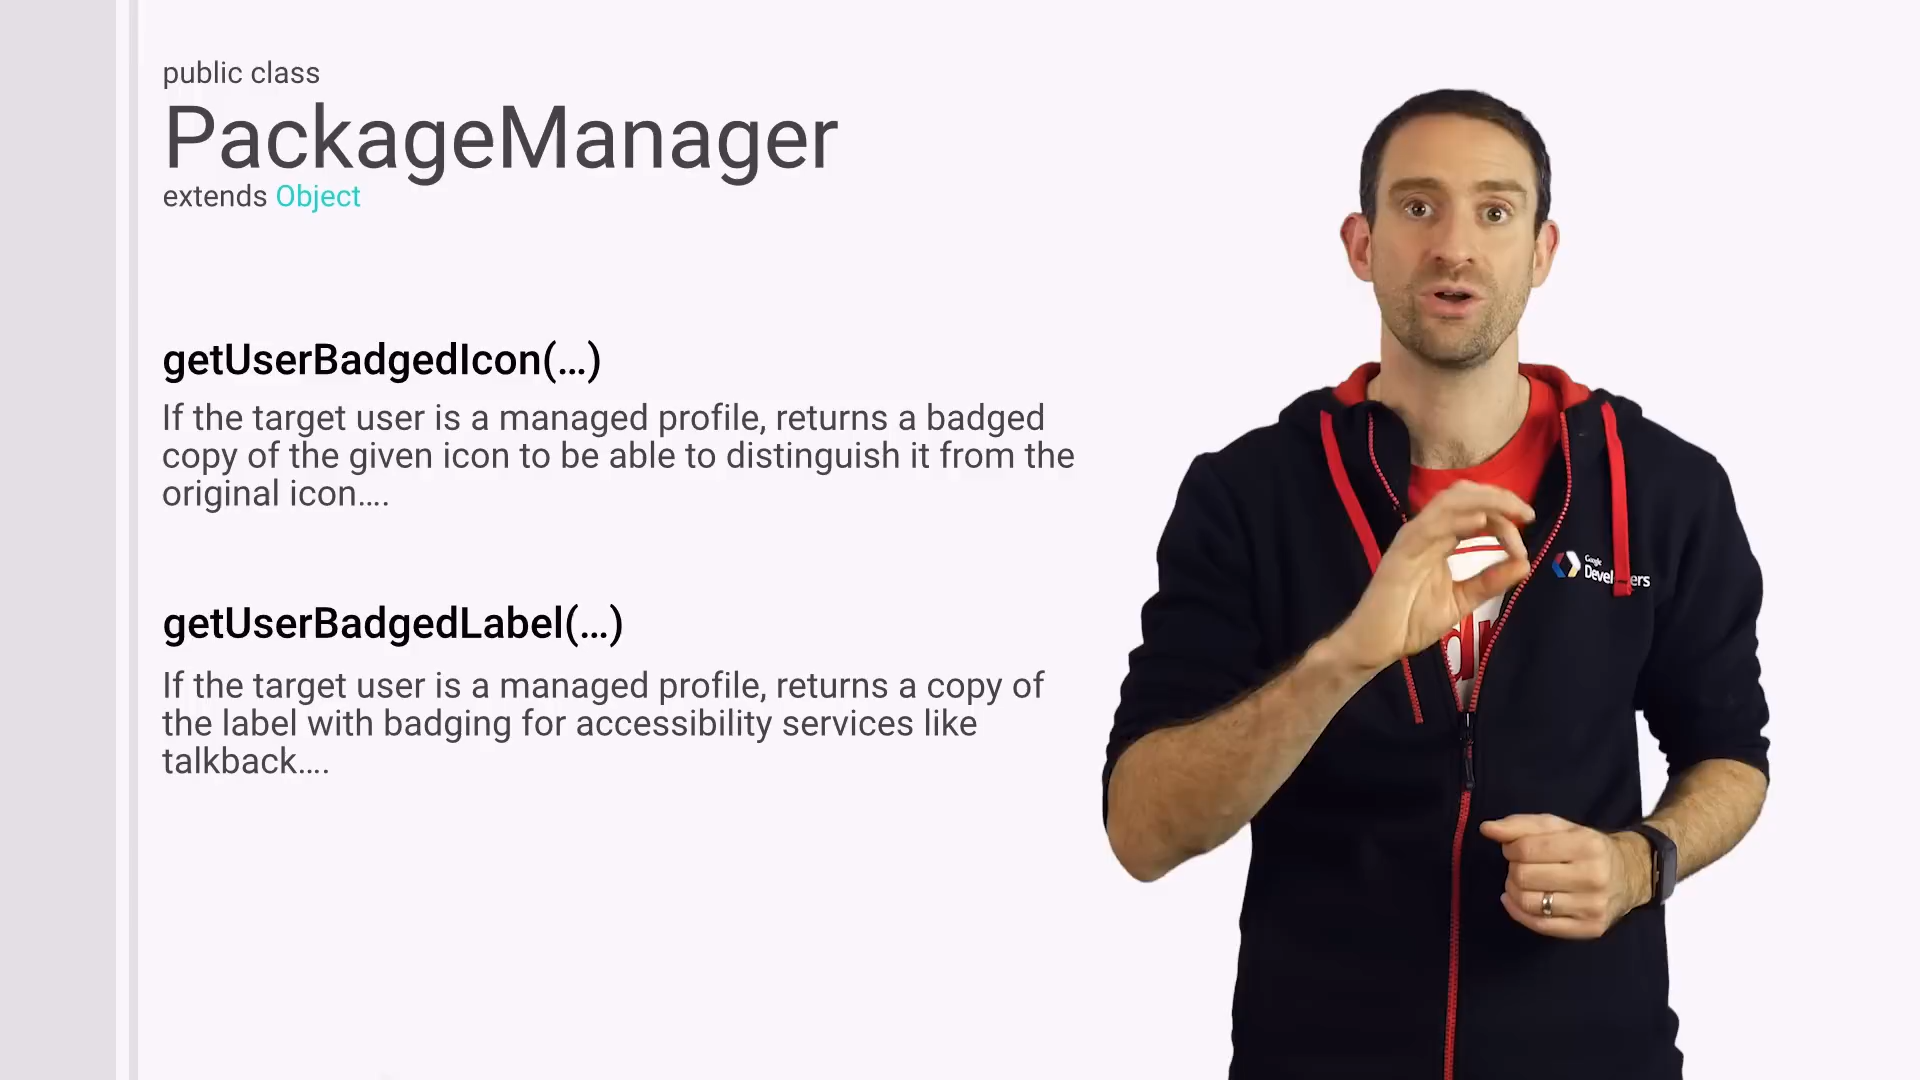 public class
PackageManager
extends Object
getUserBadgedIcon(…)
If the target user is a managed profile, returns a badged
copy of the given icon to be able to distinguish it from the
original icon….
getUserBadgedLabel(…)
If the target user is a managed profile, returns a copy of
the label with badging for accessibility services like
talkback….
Google